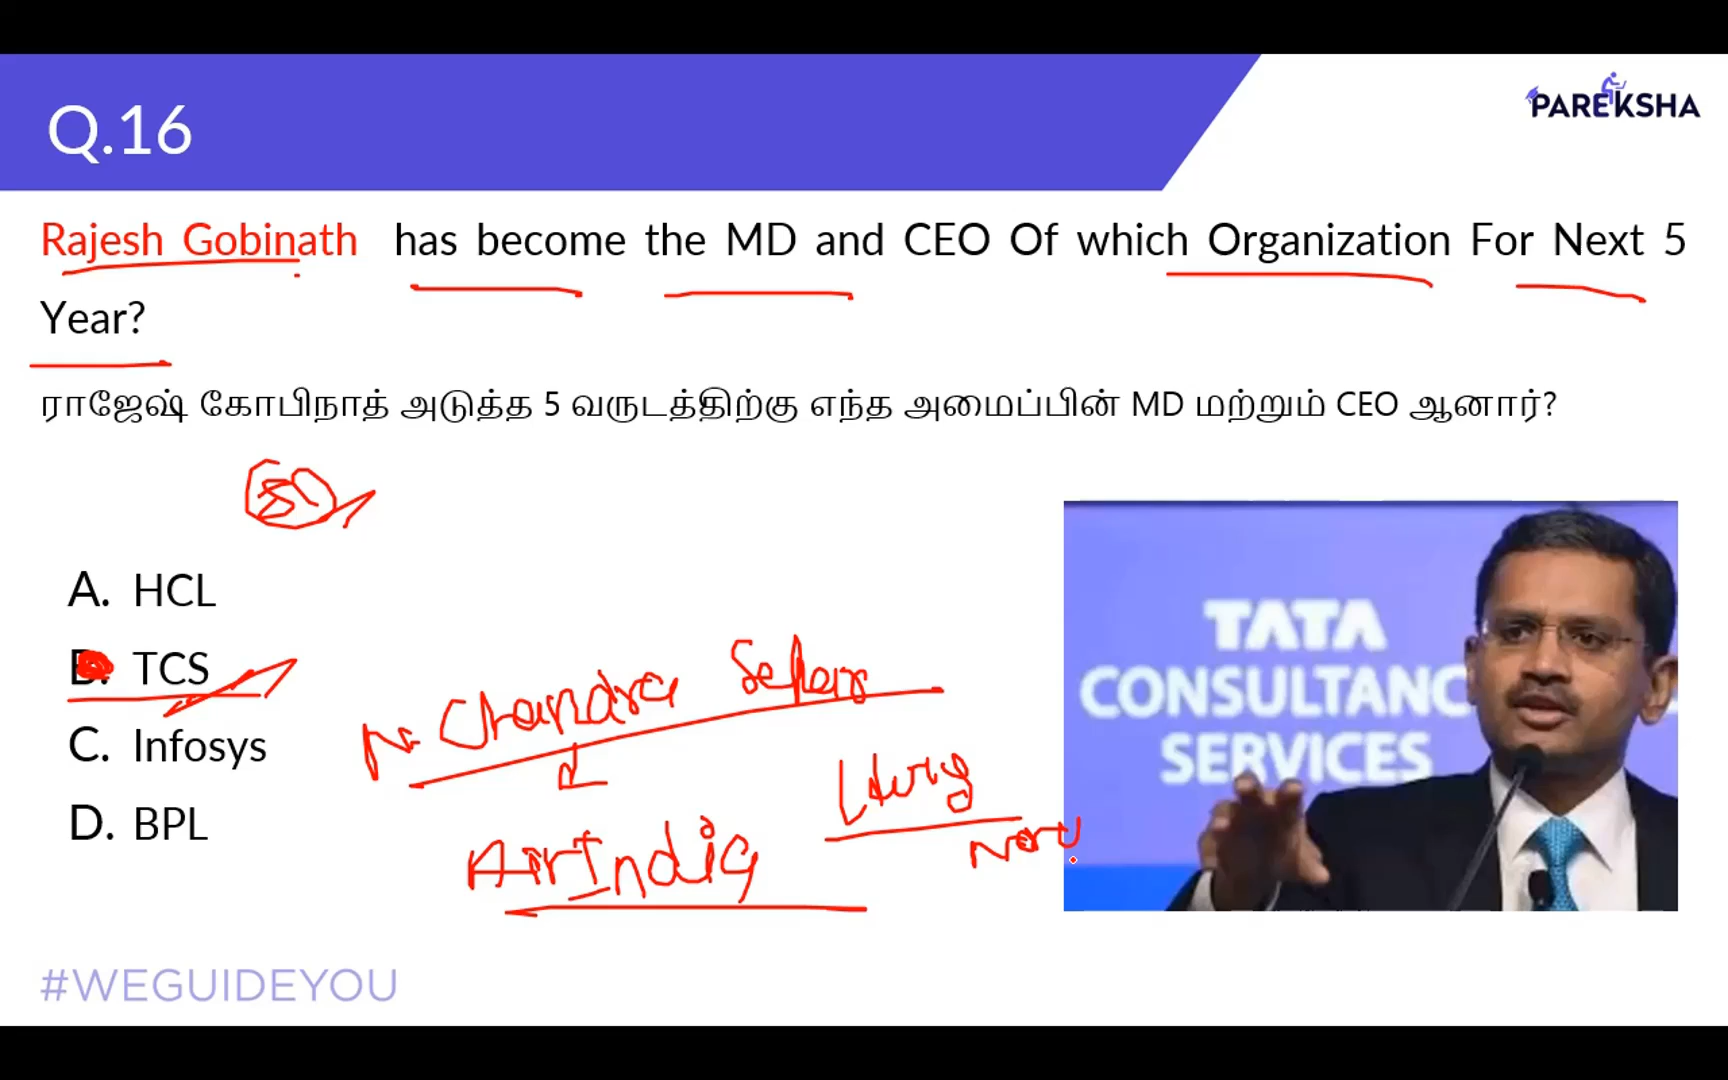 Q.16
PAREKSHA
Rajesh Gobinath has become the MD and CEO Of which Organization For Next 5
Year?
ராஜேஷ் கோபிநாத் அடுத்த 5 வருடத்திற்கு எந்த அமைப்பின் MD மற்றும் CEO ஆனார்?
A. HCL
B. TCS
C. Infosys
D. BPL
N. Chandra Sekar
Air India
TATA
CONSULTANC
SERVICES
#WEGUIDEYOU